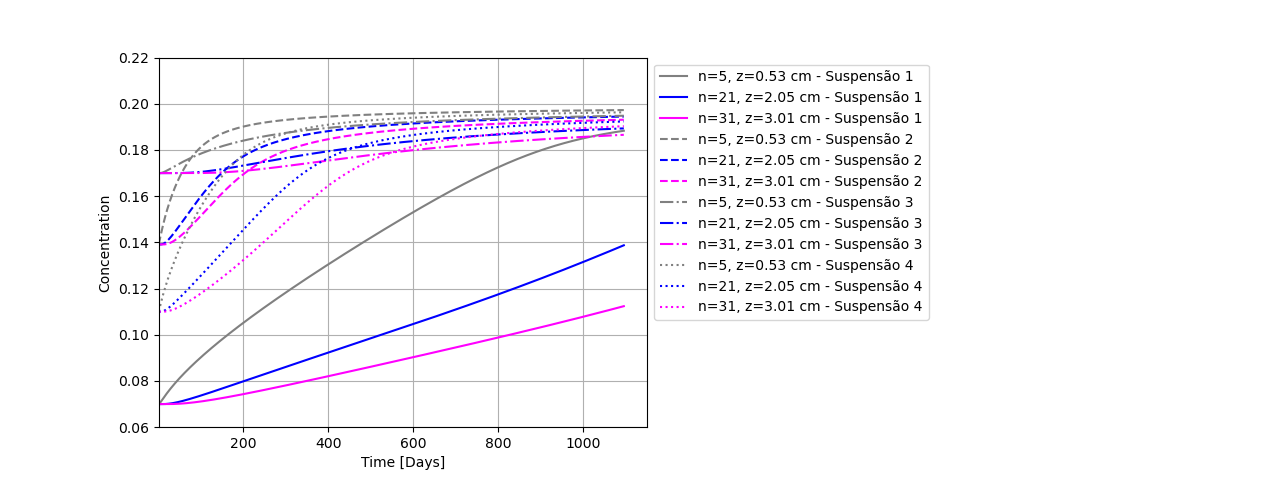 0.22
0.20
0.18
0.16
0.14
0.12
0.10
0.08
0.06
Concentration
200
400
600
800
1000
Time [Days]
n=5, z=0.53 cm - Suspensão 1
n=21, z=2.05 cm - Suspensão 1
n=31, z=3.01 cm - Suspensão 1
n=5, z=0.53 cm - Suspensão 2
n=21, z=2.05 cm - Suspensão 2
n=31, z=3.01 cm - Suspensão 2
n=5, z=0.53 cm - Suspensão 3
n=21, z=2.05 cm - Suspensão 3
n=31, z=3.01 cm - Suspensão 3
n=5, z=0.53 cm - Suspensão 4
n=21, z=2.05 cm - Suspensão 4
n=31, z=3.01 cm - Suspensão 4